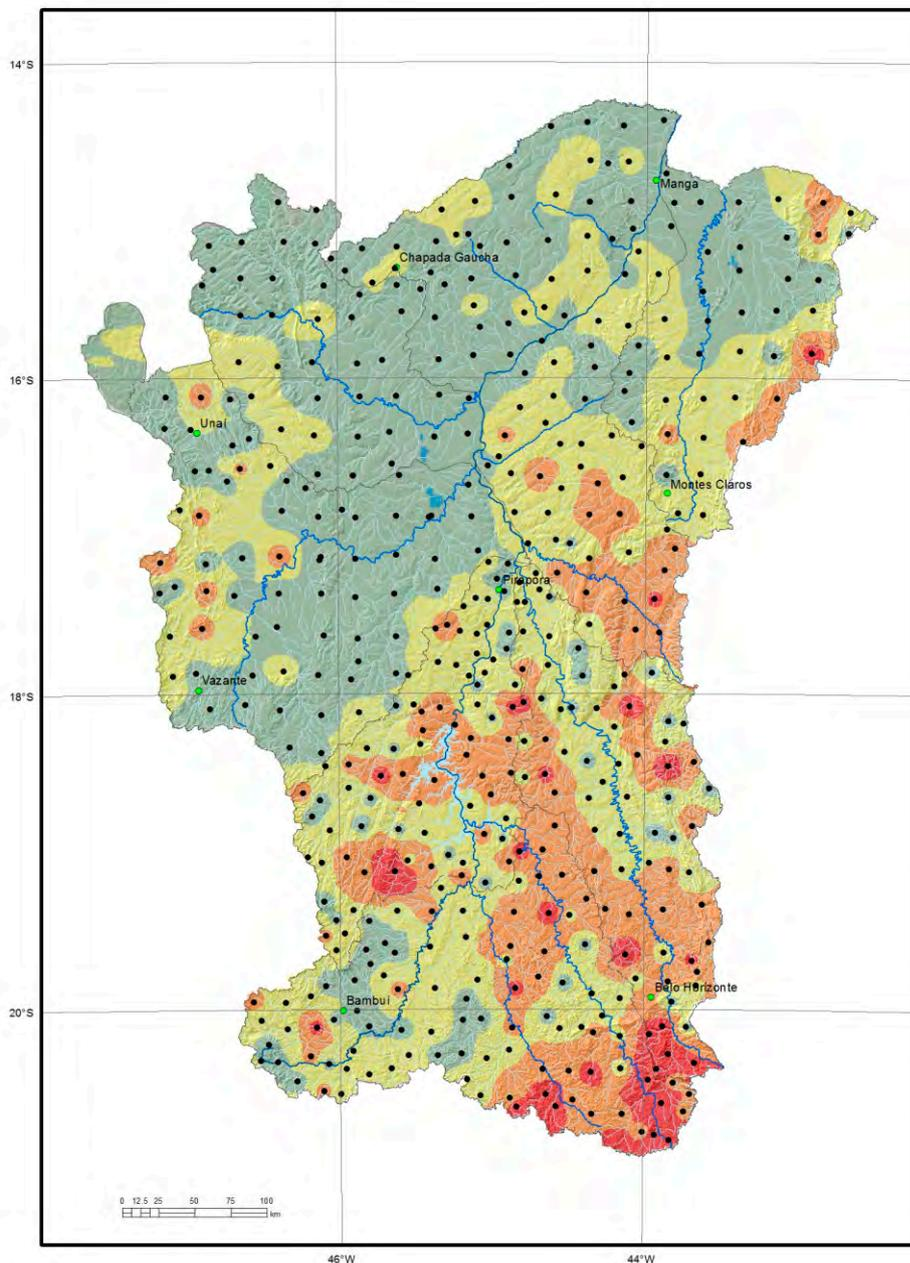 14°S
Manga
Chapada Gaucha
16°S
Unaí
Montes Claros
Pirapora
18°S
Vazante
Belo Horizonte
20°S
Bambuí
0 12.5 25 50 75 100
km
46°W 44°W